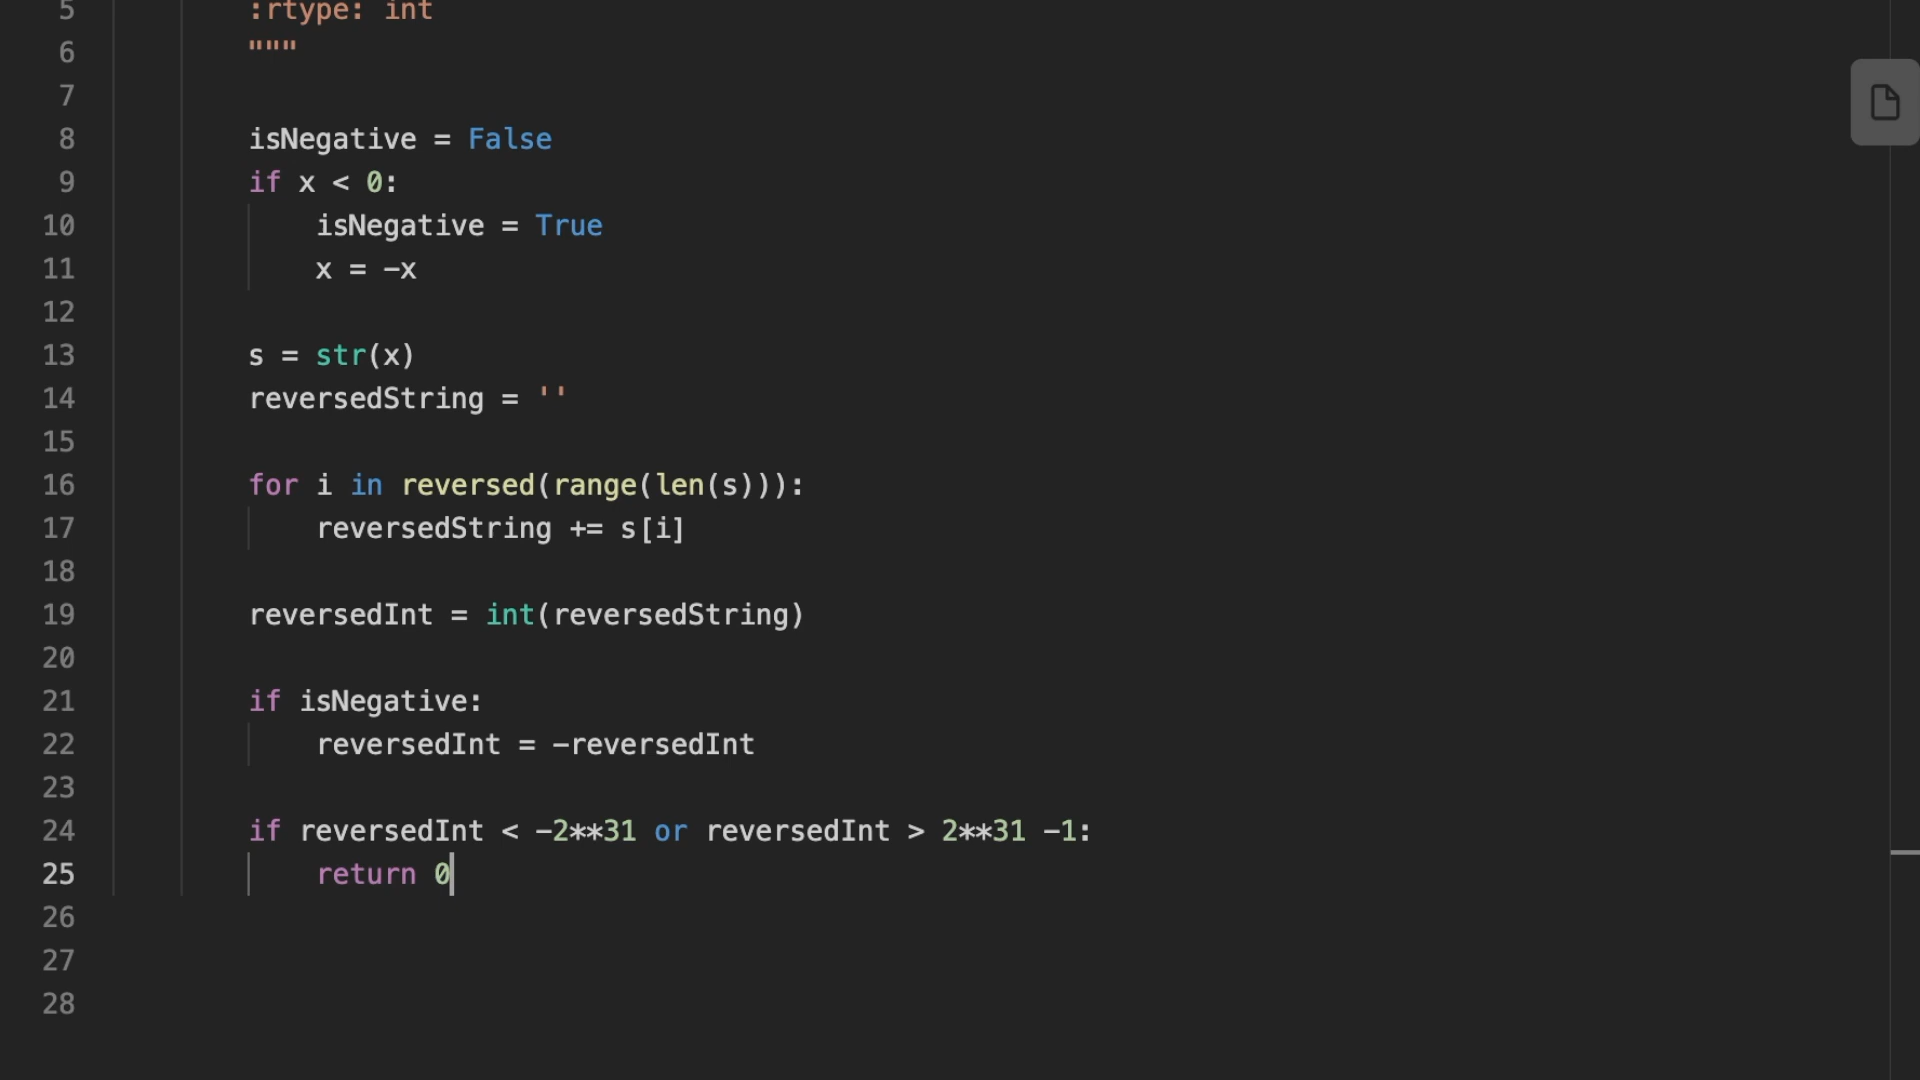 5 :rtype: int
6 """
7
8 isNegative = False
9 if x < 0:
10 isNegative = True
11 x = -x
12
13 s = str(x)
14 reversedString = ''
15
16 for i in reversed(range(len(s))):
17 reversedString += s[i]
18
19 reversedInt = int(reversedString)
20
21 if isNegative:
22 reversedInt = -reversedInt
23
24 if reversedInt < -2**31 or reversedInt > 2**31 -1:
25 return 0
26
27
28